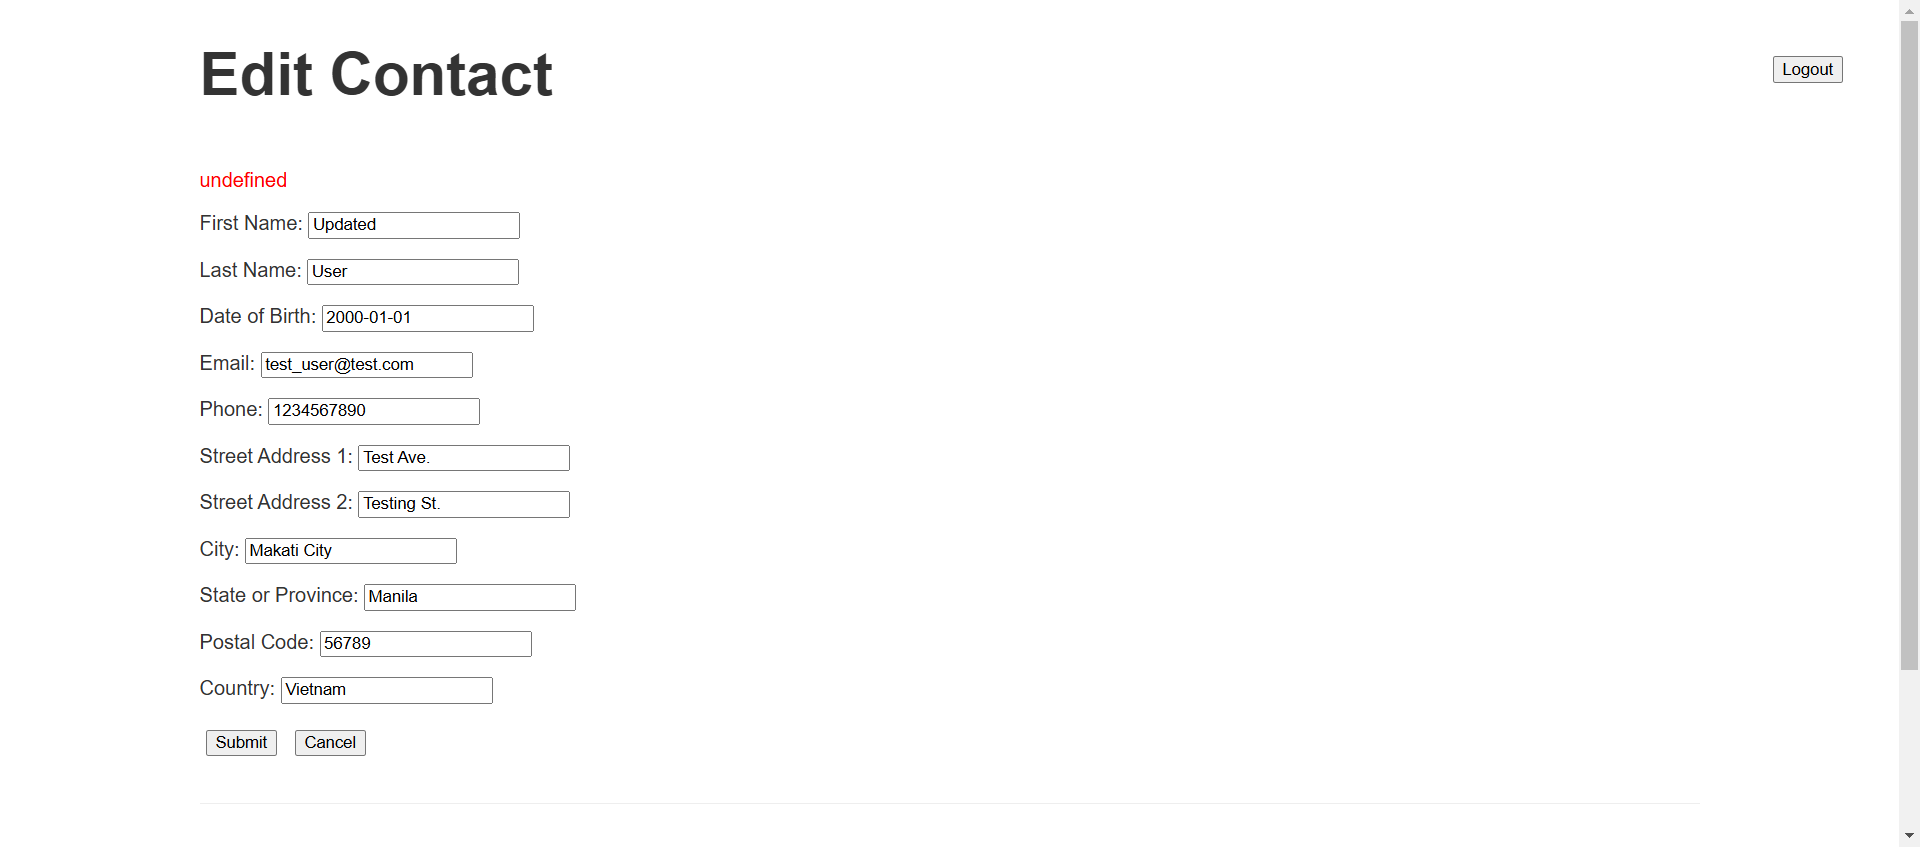 Edit Contact
Logout
undefined
First Name: Updated
Last Name: User
Date of Birth: 2000-01-01
Email: test_user@test.com
Phone: 1234567890
Street Address 1: Test Ave.
Street Address 2: Testing St.
City: Makati City
State or Province: Manila
Postal Code: 56789
Country: Vietnam
Submit Cancel